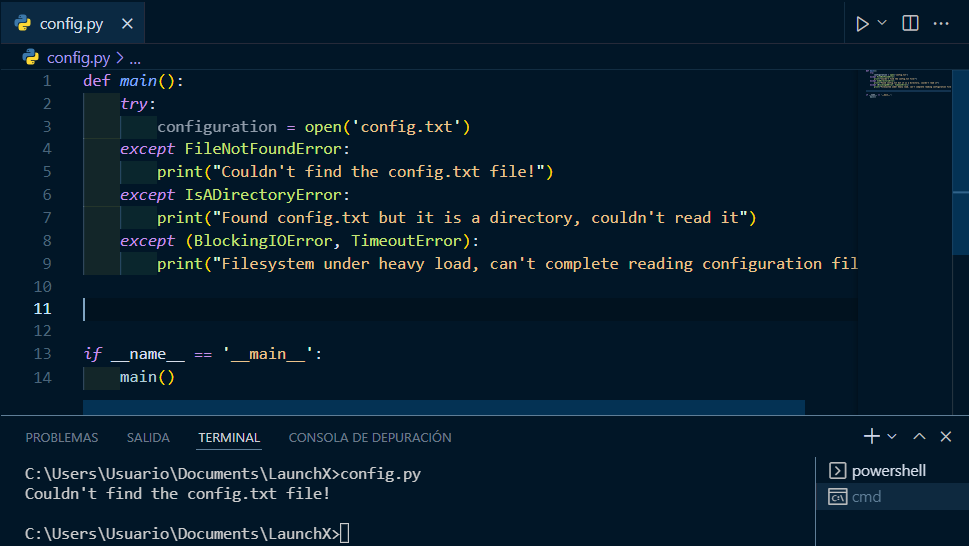 config.py
config.py > ...
1 def main():
2 try:
3 configuration = open('config.txt')
4 except FileNotFoundError:
5 print("Couldn't find the config.txt file!")
6 except IsADirectoryError:
7 print("Found config.txt but it is a directory, couldn't read it")
8 except (BlockingIOError, TimeoutError):
9 print("Filesystem under heavy load, can't complete reading configuration fil
10
11
12
13 if __name__ == '__main__':
14 main()
PROBLEMAS SALIDA TERMINAL CONSOLA DE DEPURACIÓN
C:\Users\Usuario\Documents\LaunchX>config.py
Couldn't find the config.txt file!
C:\Users\Usuario\Documents\LaunchX>
powershell
cmd